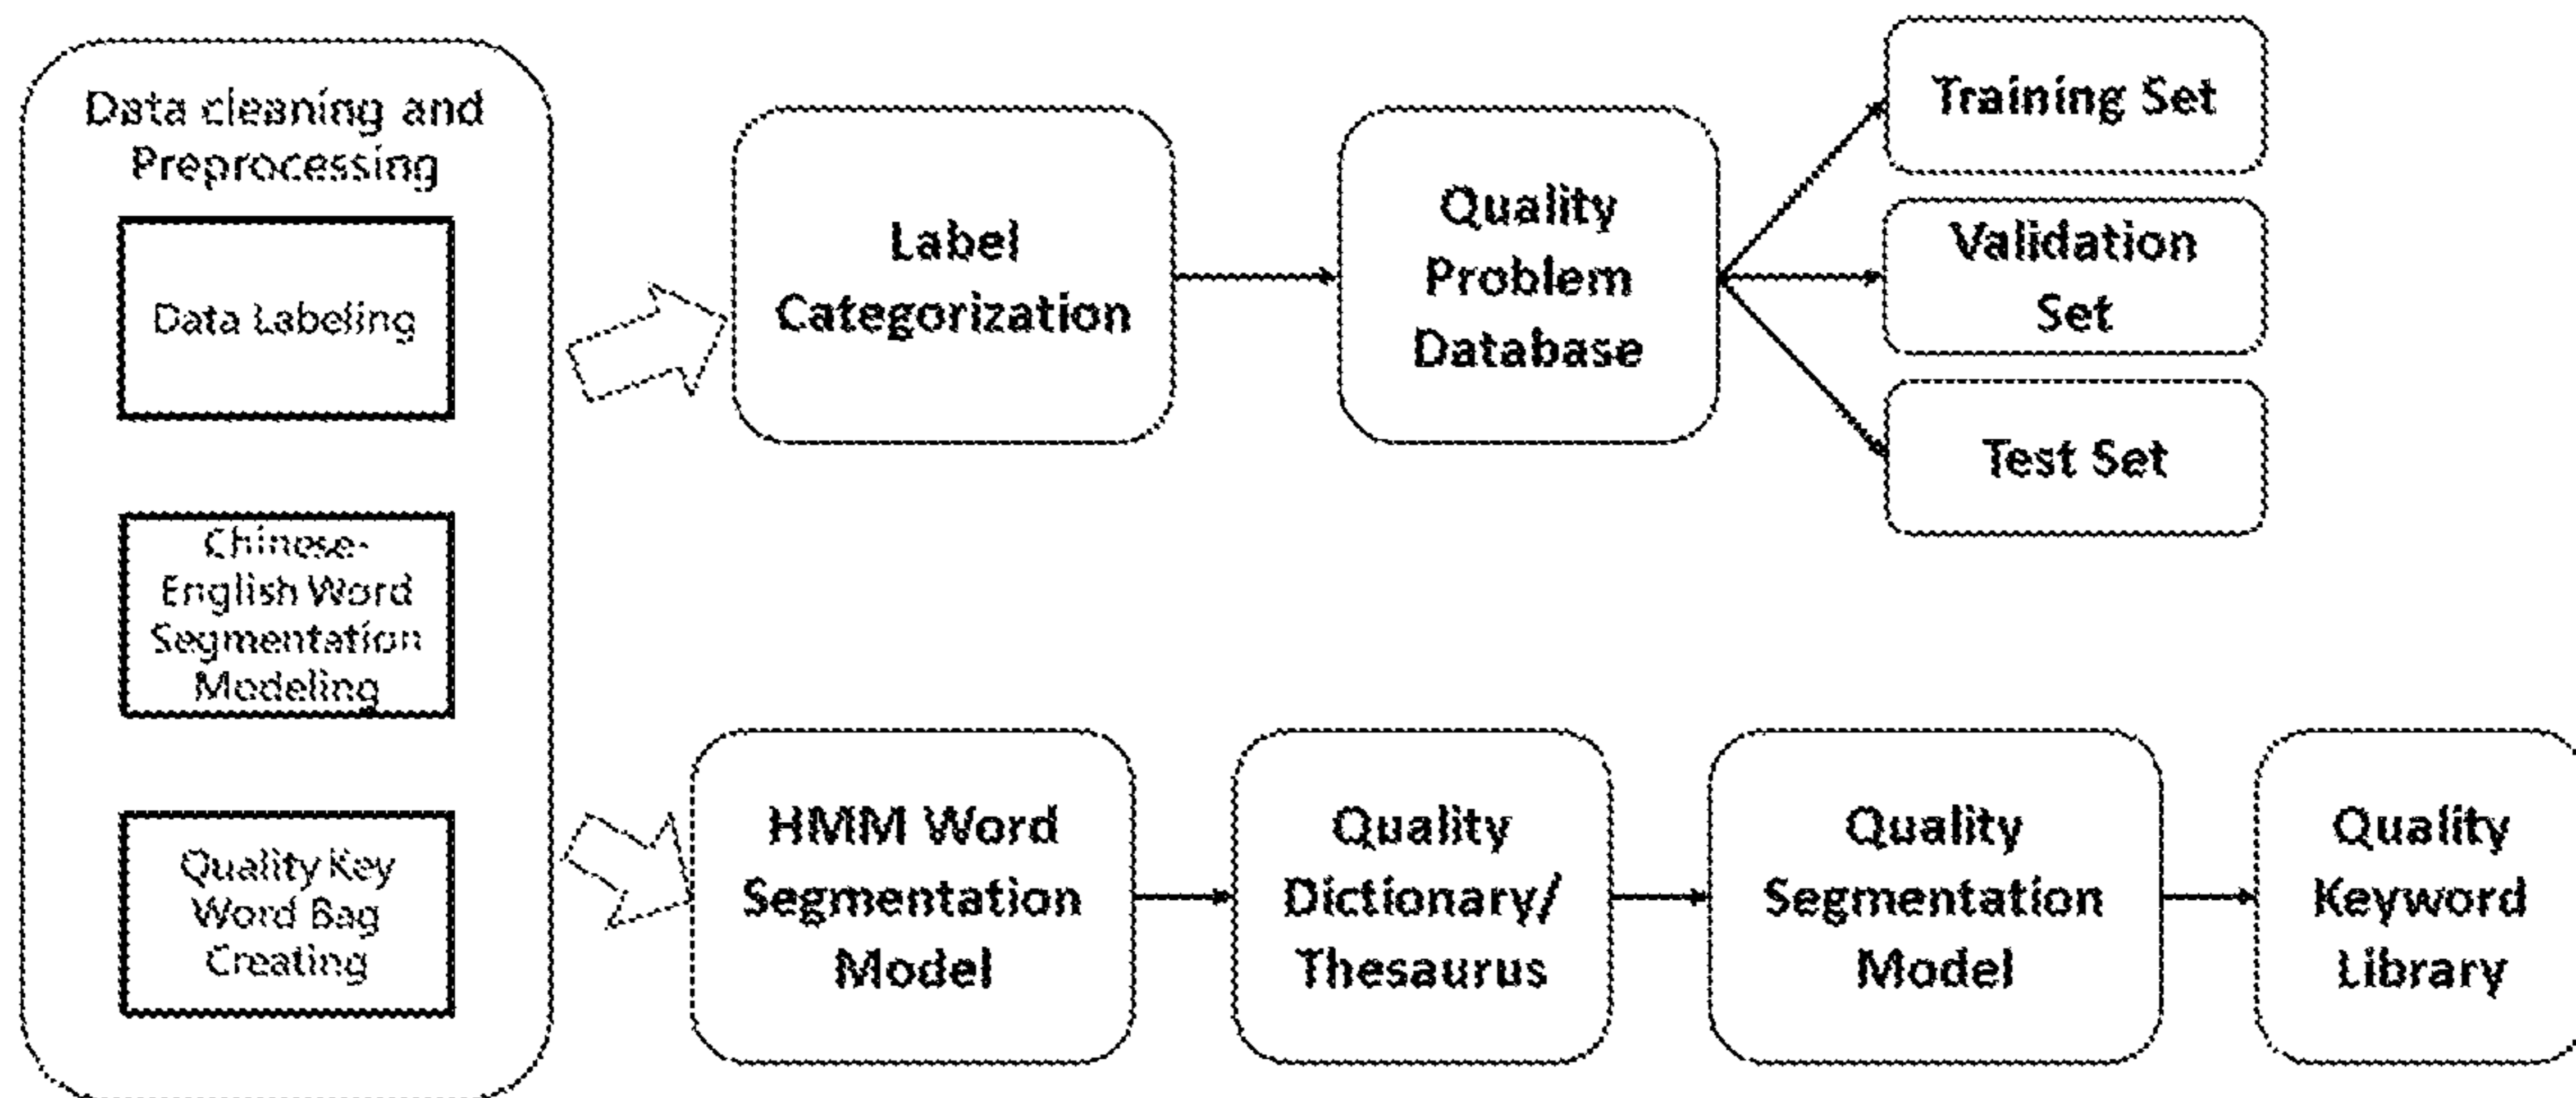 Data cleaning and
Preprocessing
Data Labeling
Chinese-
English Word
Segmentation
Modeling
Quality Key
Word Bag
Creating
Label
Categorization
Quality
Problem
Database
Training Set
Validation
Set
Test Set
HMM Word
Segmentation
Model
Quality
Dictionary/
Thesaurus
Quality
Segmentation
Model
Quality
Keyword
Library